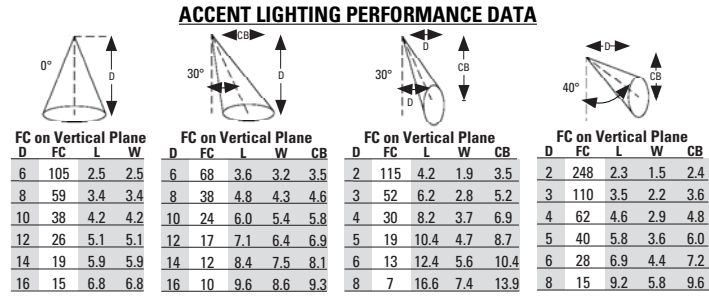 ACCENT LIGHTING PERFORMANCE DATA
0° D
CB 30° D
D 30° CB D
D 40° CB
FC on Vertical Plane FC on Vertical Plane FC on Vertical Plane FC on Vertical Plane
D FC L W D FC L W CB D FC L W CB D FC L W CB
6 105 2.5 2.5 6 68 3.6 3.2 3.5 2 115 4.2 1.9 3.5 2 248 2.3 1.5 2.4
8 59 3.4 3.4 8 38 4.8 4.3 4.6 3 52 6.2 2.8 5.2 3 110 3.5 2.2 3.6
10 38 4.2 4.2 10 24 6.0 5.4 5.8 4 30 8.2 3.7 6.9 4 62 4.6 2.9 4.8
12 26 5.1 5.1 12 17 7.1 6.4 6.9 5 19 10.4 4.7 8.7 5 40 5.8 3.6 6.0
14 19 5.9 5.9 14 12 8.4 7.5 8.1 6 13 12.4 5.6 10.4 6 28 6.9 4.4 7.2
16 15 6.8 6.8 16 10 9.6 8.6 9.3 8 7 16.6 7.4 13.9 8 15 9.2 5.8 9.6